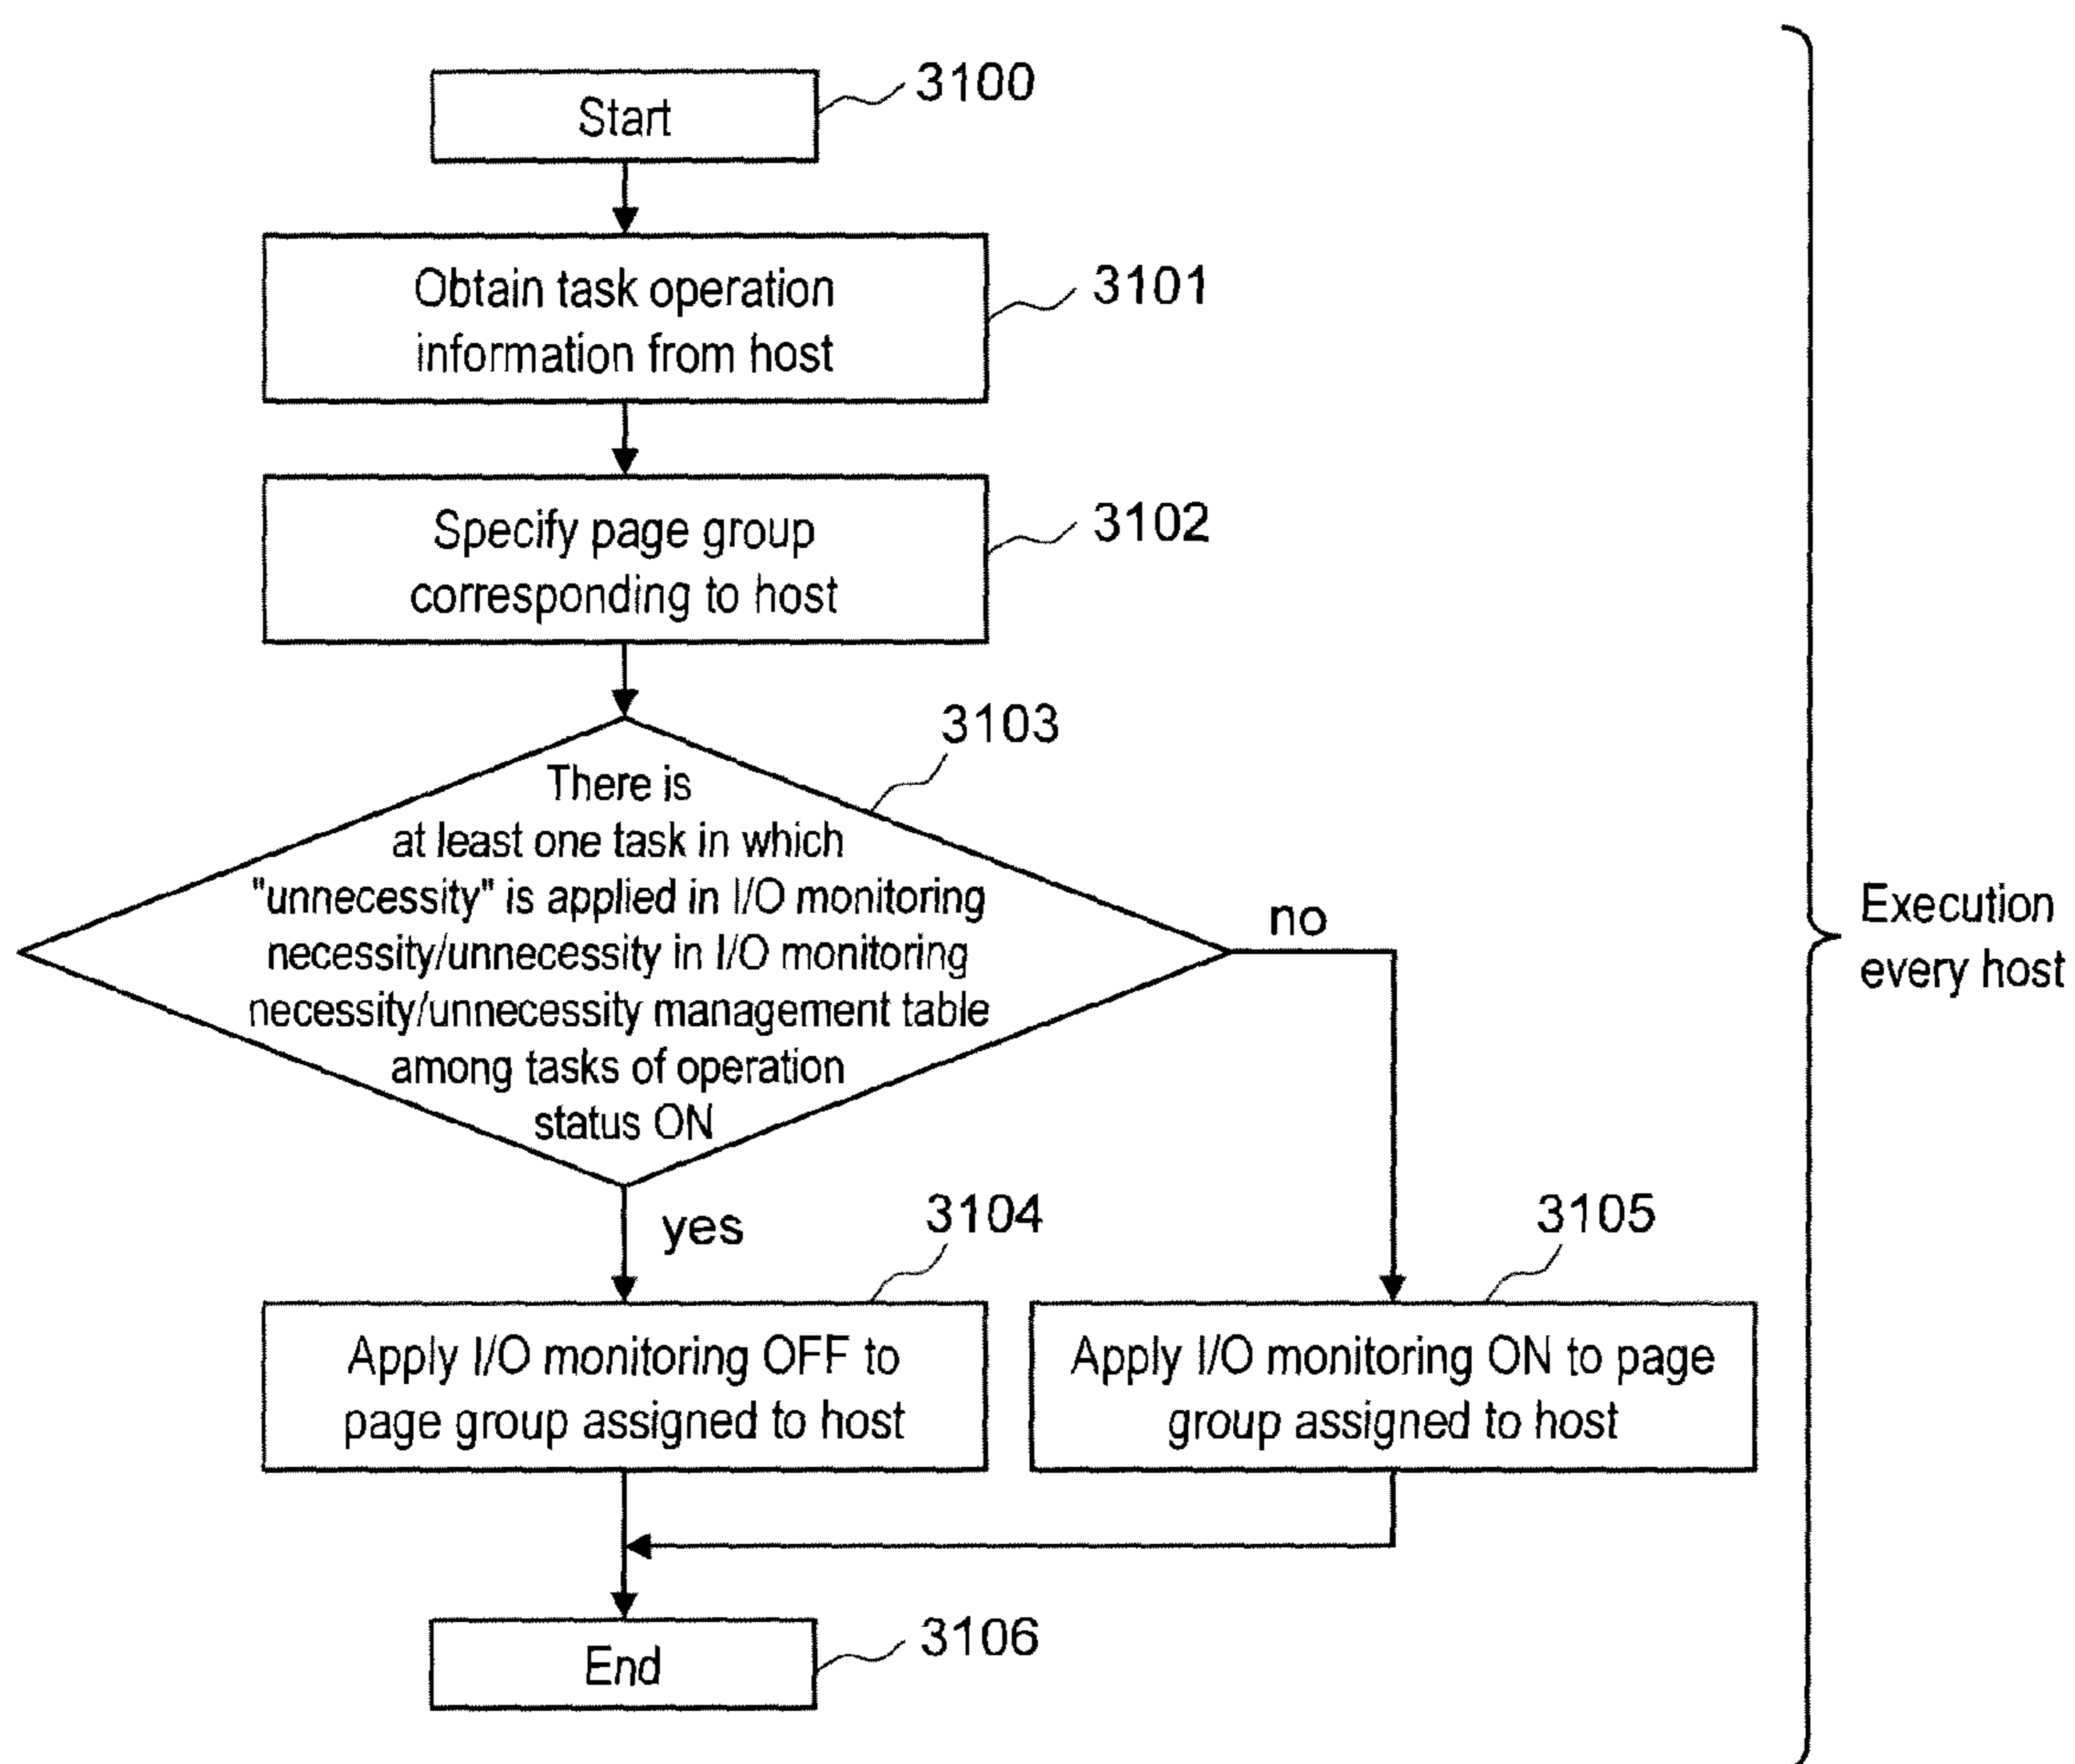 Start
3100
Obtain task operation
information from host
3101
Specify page group
corresponding to host
3102
3103
There is
at least one task in which
"unnecessity" is applied in I/O monitoring
necessity/unnecessity in I/O monitoring
necessity/unnecessity management table
among tasks of operation
status ON
no
yes
Execution
every host
3104
Apply I/O monitoring OFF to
page group assigned to host
3105
Apply I/O monitoring ON to page
group assigned to host
End
3106